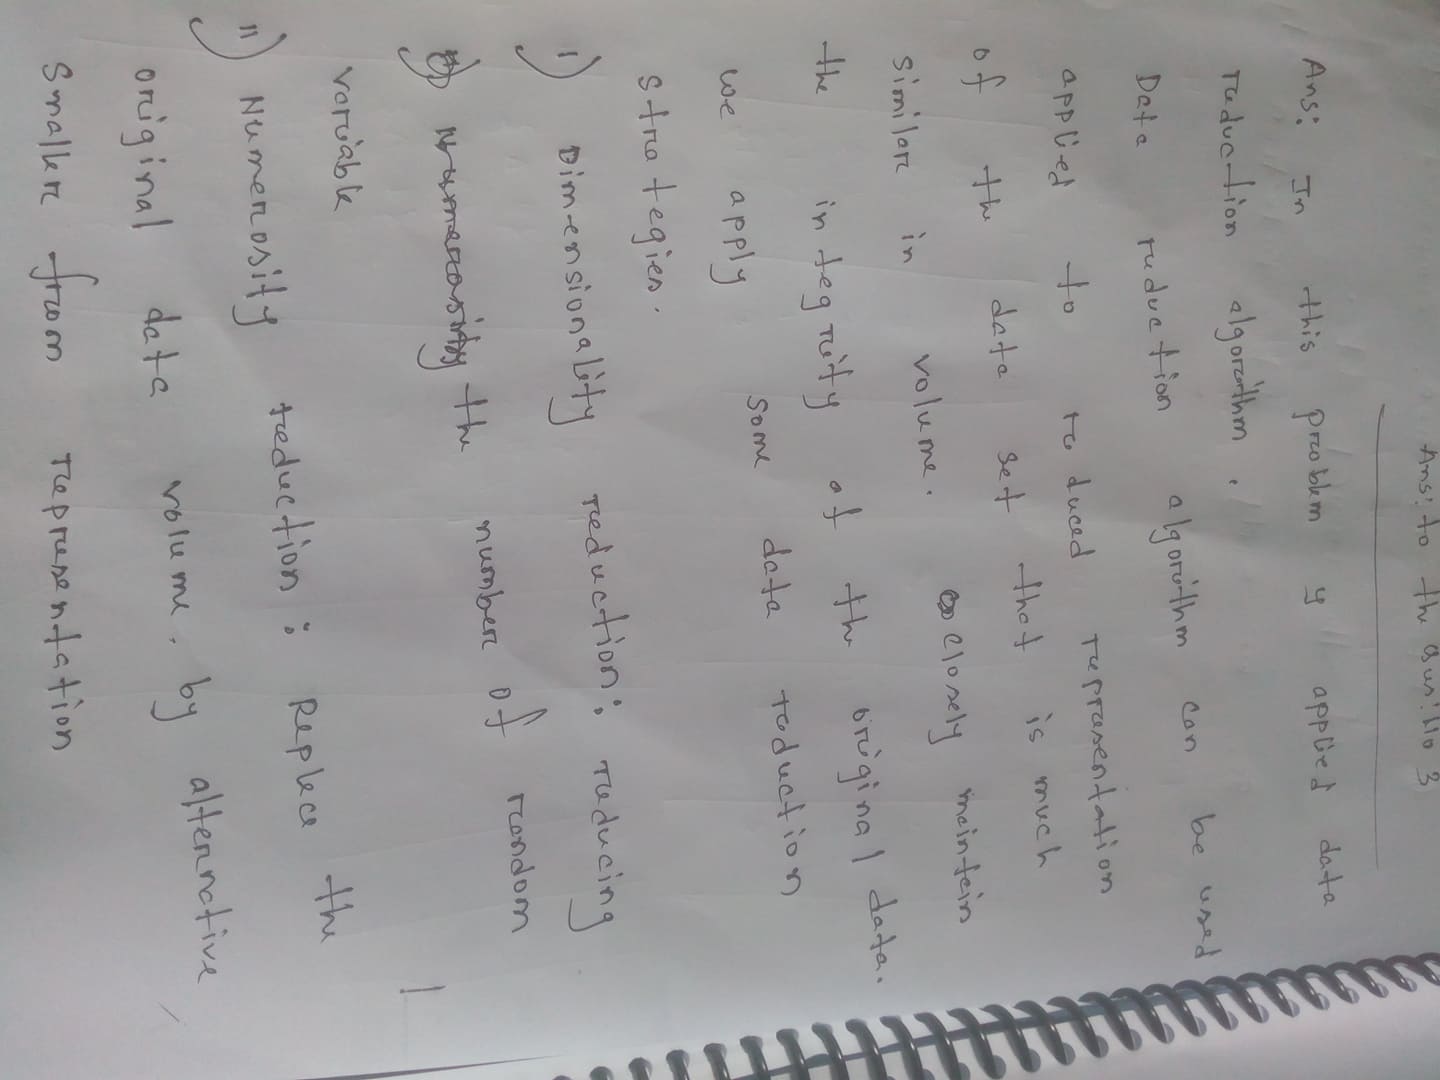 Ans: to the qus: No 3
Ans: In this problem y applied data
reduction algorithm.
Data reduction algorithm can be used
applied to reduced representation
of the data set that is much
similar in volume. closely maintain
the integrity of the original data.
we apply some data reduction
strategies.
i) Dimensionality reduction: reducing
the number of random
variable
ii) Numerosity reduction: Replace the
original data volume. by alternative
smaller from representation